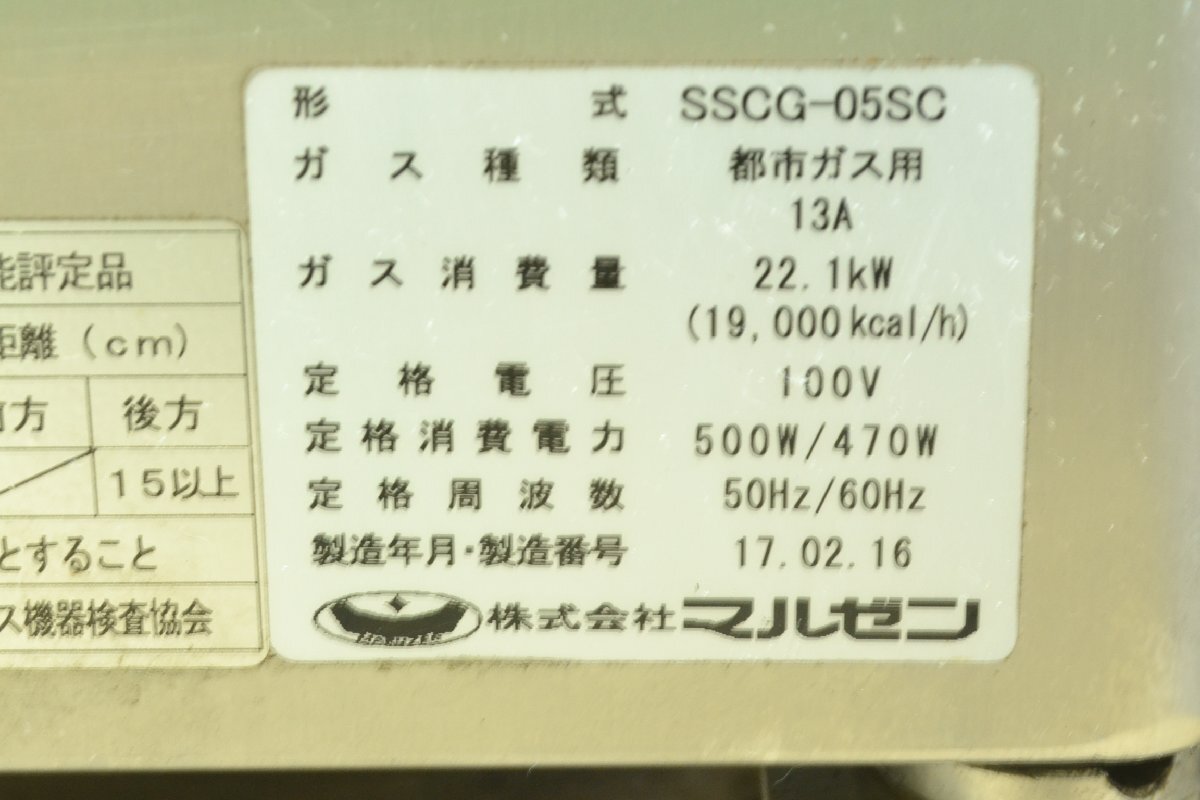 形式 SSCG-05SC
ガス種類 都市ガス用
13A
ガス消費量 22.1kW
(19,000kcal/h)
定格電圧 100V
定格消費電力 500W/470W
定格周波数 50Hz/60Hz
製造年月・製造番号 17.02.16
MARUZEN 株式会社マルゼン
能評定品
距離(cm)
前方 後方
15以上
とすること
ス機器検査協会